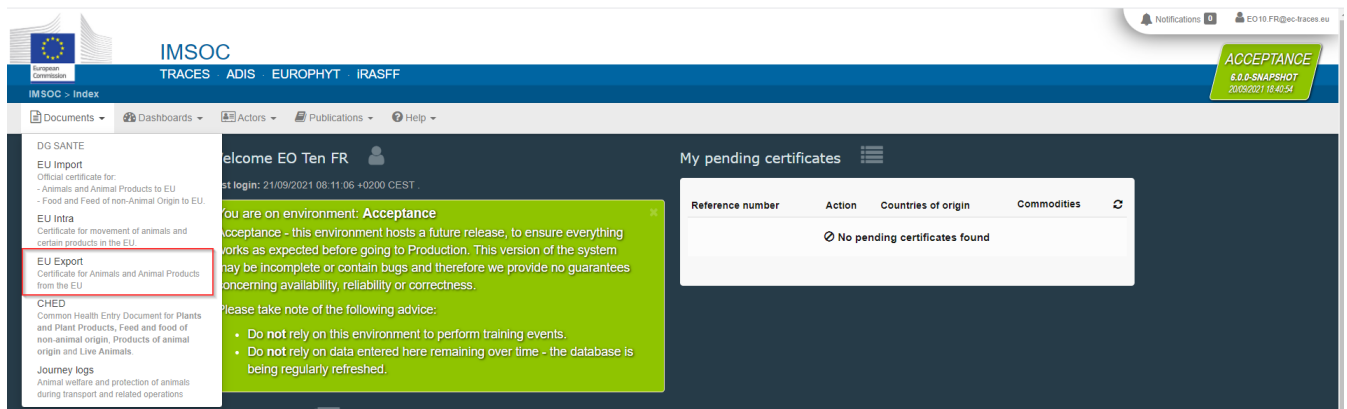 Notifications 0 EO10.FR@ec-traces.eu
European
Commission
IMSOC
TRACES · ADIS · EUROPHYT · iRASFF
ACCEPTANCE
6.0.0-SNAPSHOT
20/09/2021 18:40:54
IMSOC > Index
Documents Dashboards Actors Publications Help
DG SANTE
EU Import
Official certificate for:
- Animals and Animal Products to EU
- Food and Feed of non-Animal Origin to EU.
EU Intra
Certificate for movement of animals and
certain products in the EU.
EU Export
Certificate for Animals and Animal Products
from the EU
CHED
Common Health Entry Document for Plants
and Plant Products, Feed and food of
non-animal origin, Products of animal
origin and Live Animals.
Journey logs
Animal welfare and protection of animals
during transport and related operations
elcome EO Ten FR
st login: 21/09/2021 08:11:06 +0200 CEST .
You are on environment: Acceptance
Acceptance - this environment hosts a future release, to ensure everything
works as expected before going to Production. This version of the system
may be incomplete or contain bugs and therefore we provide no guarantees
concerning availability, reliability or correctness.
Please take note of the following advice:
• Do not rely on this environment to perform training events.
• Do not rely on data entered here remaining over time - the database is
being regularly refreshed.
My pending certificates
Reference number Action Countries of origin Commodities
No pending certificates found